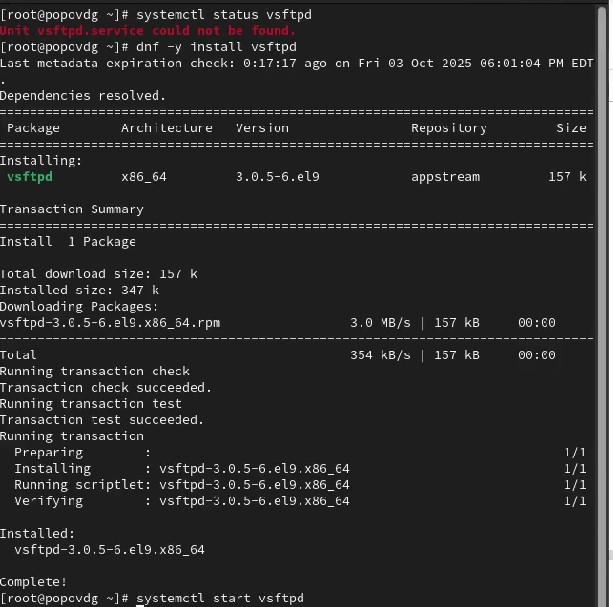 [root@popcvdg ~]# systemctl status vsftpd
Unit vsftpd.service could not be found.
[root@popcvdg ~]# dnf -y install vsftpd
Last metadata expiration check: 0:17:17 ago on Fri 03 Oct 2025 06:01:04 PM EDT
.
Dependencies resolved.
================================================================================
Package Architecture Version Repository Size
================================================================================
Installing:
vsftpd x86_64 3.0.5-6.el9 appstream 157 k

Transaction Summary
================================================================================
Install 1 Package

Total download size: 157 k
Installed size: 347 k
Downloading Packages:
vsftpd-3.0.5-6.el9.x86_64.rpm 3.0 MB/s | 157 kB 00:00
--------------------------------------------------------------------------------
Total 354 kB/s | 157 kB 00:00
Running transaction check
Transaction check succeeded.
Running transaction test
Transaction test succeeded.
Running transaction
Preparing : 1/1
Installing : vsftpd-3.0.5-6.el9.x86_64 1/1
Running scriptlet: vsftpd-3.0.5-6.el9.x86_64 1/1
Verifying : vsftpd-3.0.5-6.el9.x86_64 1/1

Installed:
vsftpd-3.0.5-6.el9.x86_64

Complete!
[root@popcvdg ~]# systemctl start vsftpd